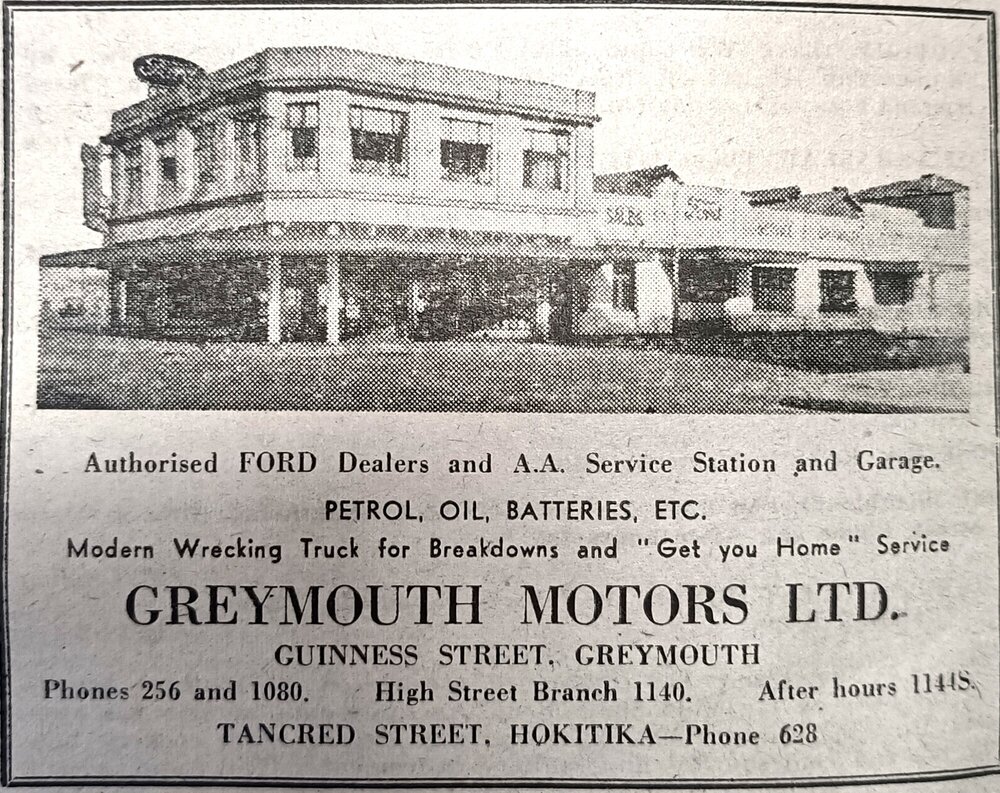 Authorised FORD Dealers and A.A. Service Station and Garage.
PETROL, OIL, BATTERIES, ETC.
Modern Wrecking Truck for Breakdowns and "Get you Home" Service
GREYMOUTH MOTORS LTD.
GUINNESS STREET, GREYMOUTH
Phones 256 and 1080. High Street Branch 1140. After hours 1144S.
TANCRED STREET, HOKITIKA—Phone 628